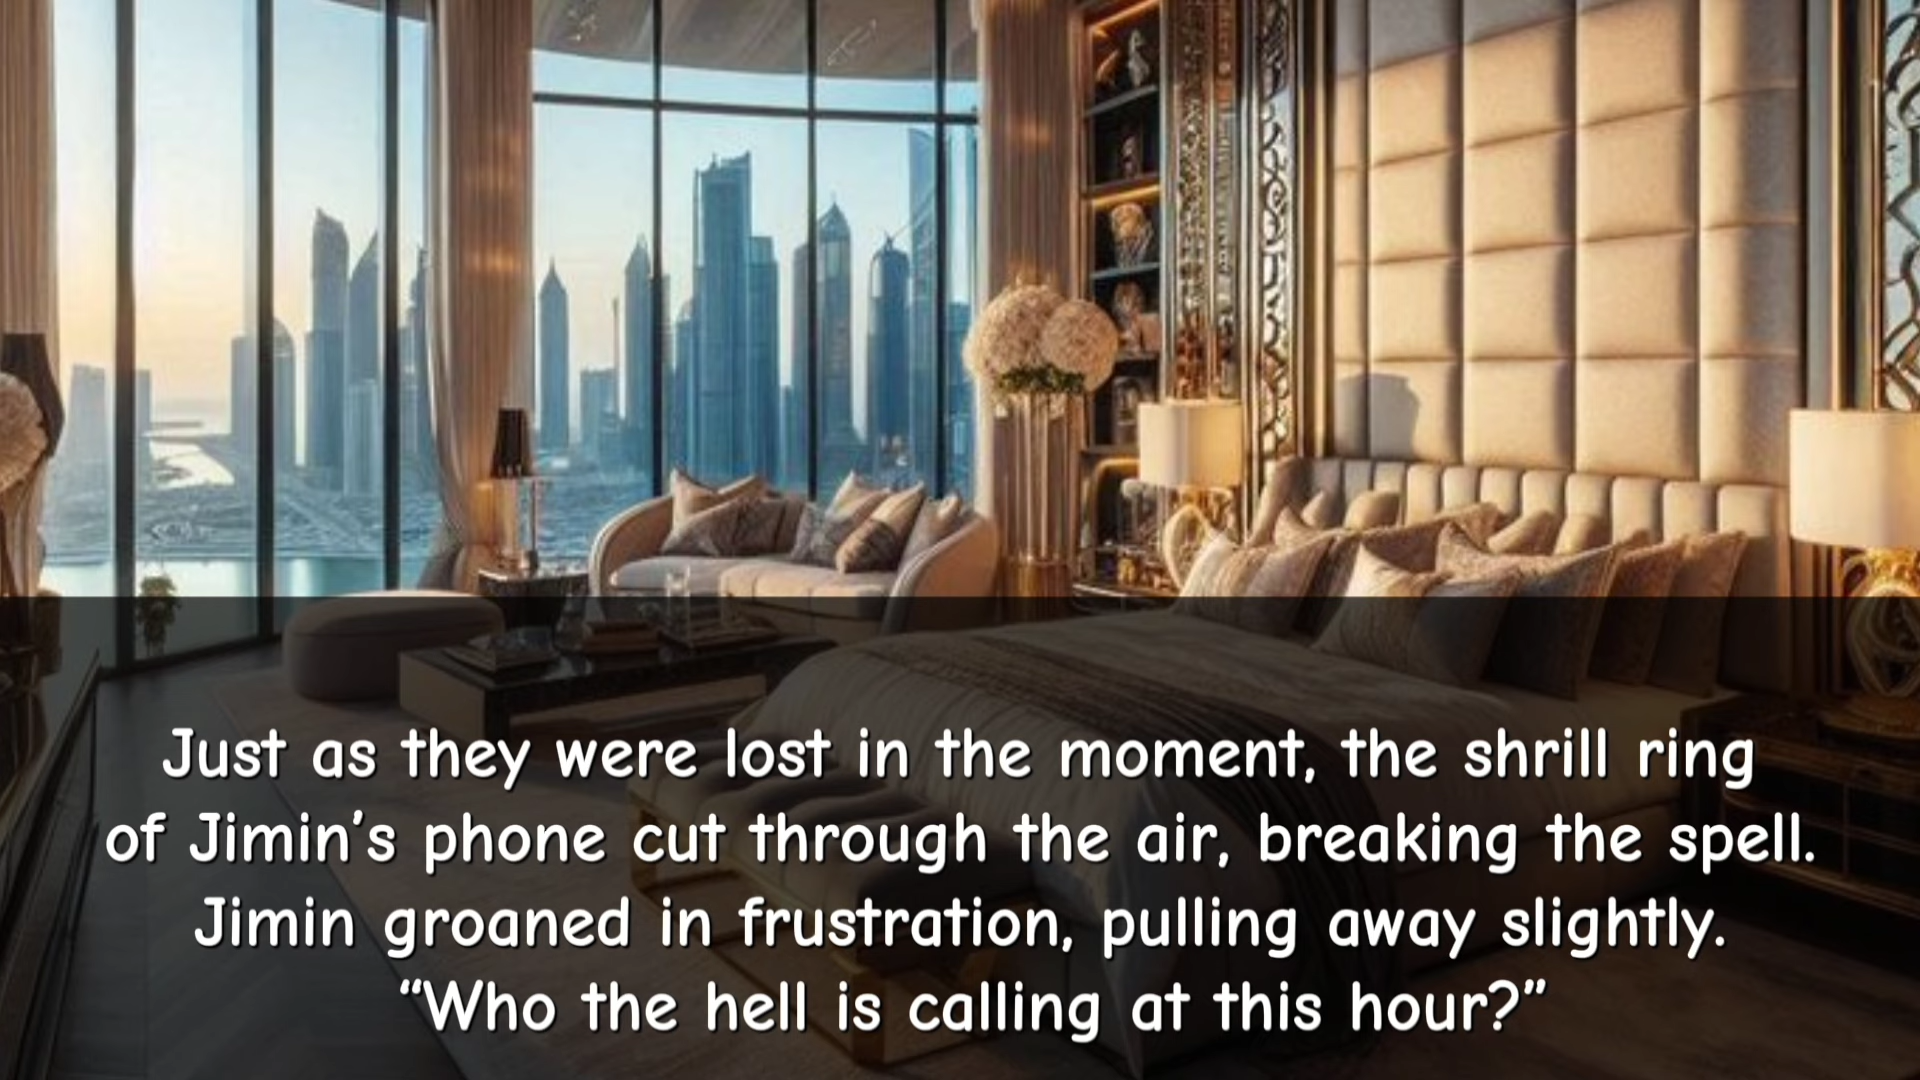 Just as they were lost in the moment, the shrill ring
of Jimin’s phone cut through the air, breaking the spell.
Jimin groaned in frustration, pulling away slightly.
“Who the hell is calling at this hour?”